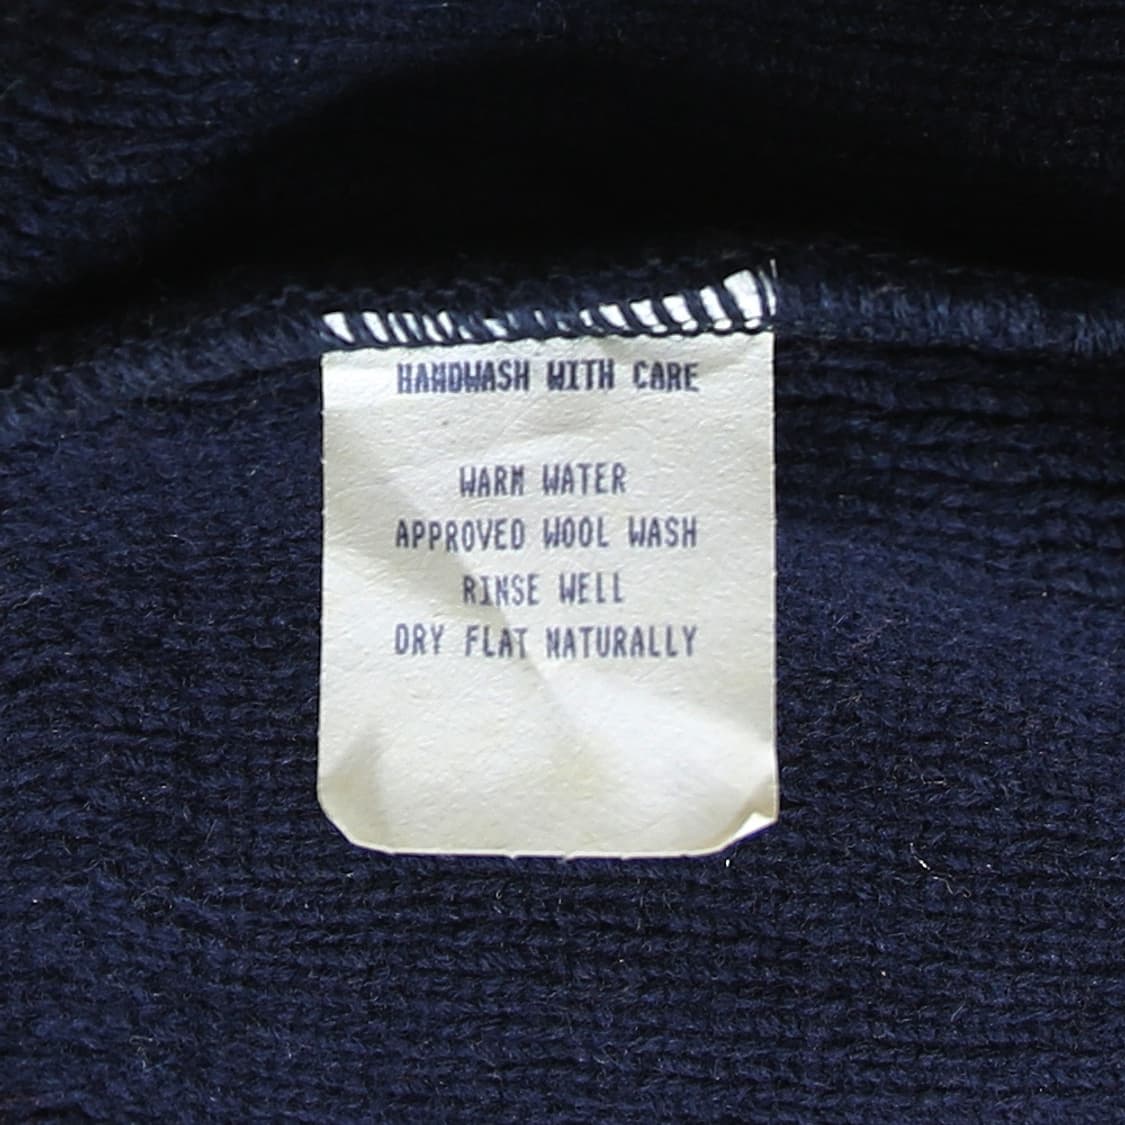 HANDWASH WITH CARE
WARM WATER
APPROVED WOOL WASH
RINSE WELL
DRY FLAT NATURALLY